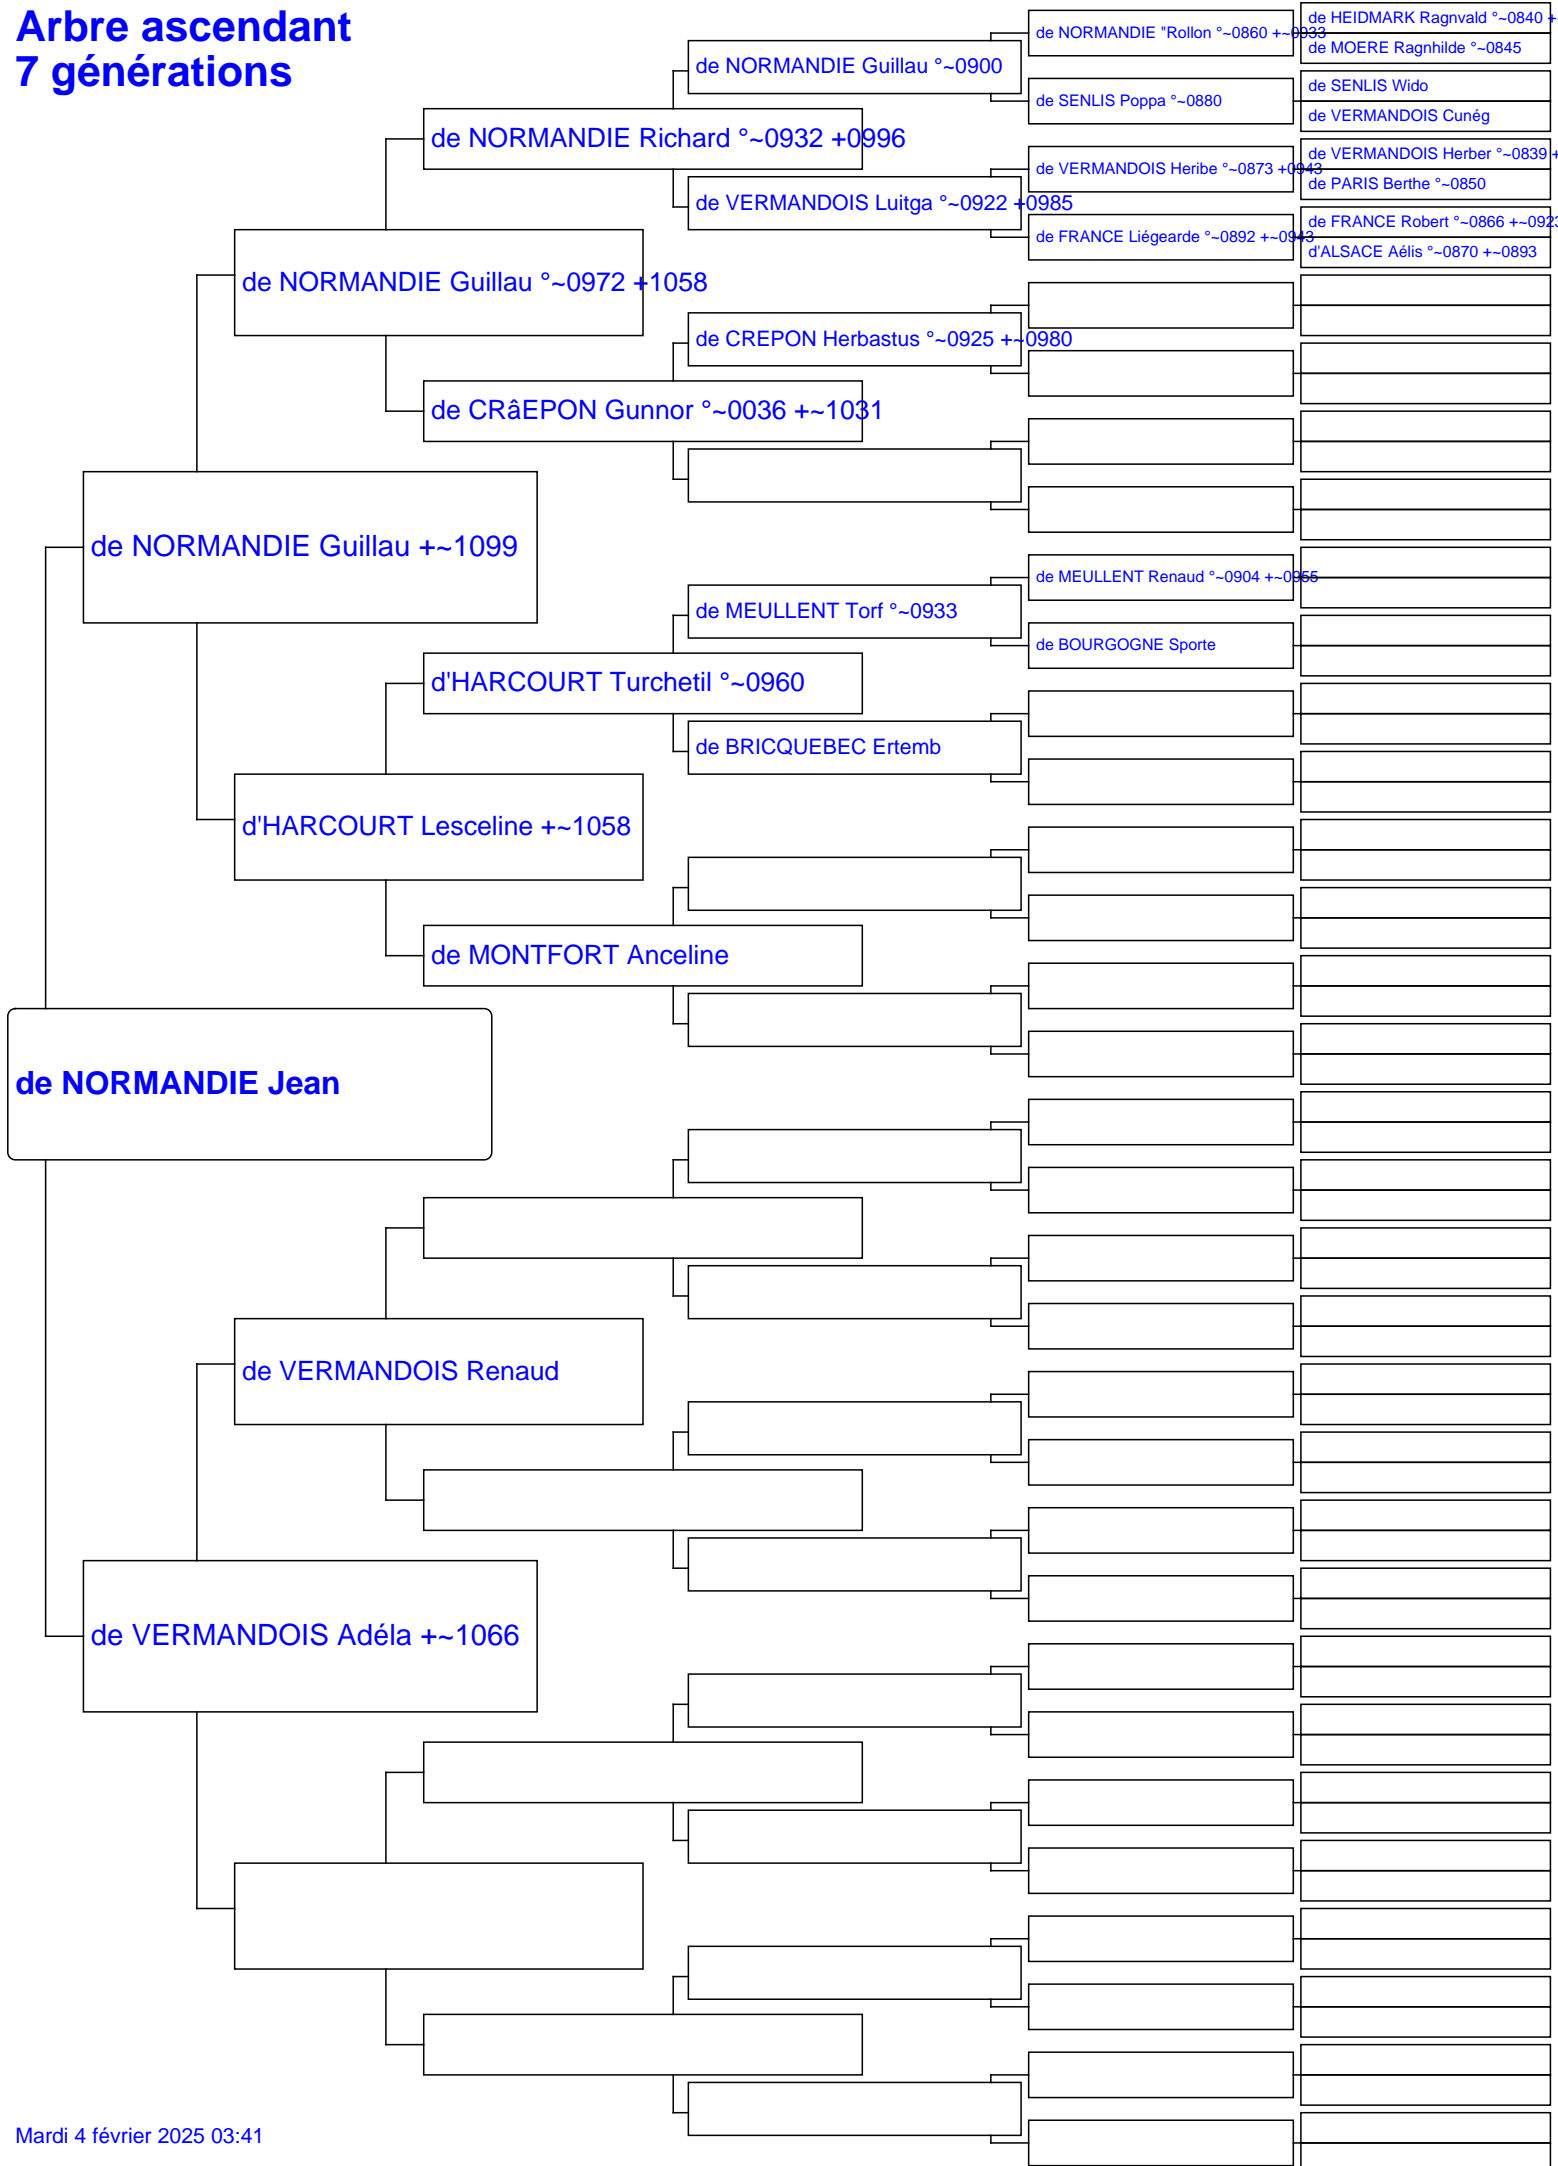 Arbre ascendant
7 générations
de HEIDMARK Ragnvald °~0840 +
de NORMANDIE "Rollon °~0860 +~0933
de MOERE Ragnhilde °~0845
de NORMANDIE Guillau °~0900
de SENLIS Wido
de SENLIS Poppa °~0880
de VERMANDOIS Cunég
de NORMANDIE Richard °~0932 +0996
de VERMANDOIS Herber °~0839 +
de VERMANDOIS Heribe °~0873 +0943
de PARIS Berthe °~0850
de VERMANDOIS Luitga °~0922 +0985
de FRANCE Robert °~0866 +~0923
de FRANCE Liégearde °~0892 +~0943
d'ALSACE Aélis °~0870 +~0893
de NORMANDIE Guillau °~0972 +1058
de CREPON Herbastus °~0925 +~0980
de CRâEPON Gunnor °~0036 +~1031
de NORMANDIE Guillau +~1099
de MEULLENT Renaud °~0904 +~0955
de MEULLENT Torf °~0933
de BOURGOGNE Sporte
d'HARCOURT Turchetil °~0960
de BRICQUEBEC Ertemb
d'HARCOURT Lesceline +~1058
de MONTFORT Anceline
de NORMANDIE Jean
de VERMANDOIS Renaud
de VERMANDOIS Adéla +~1066
Mardi 4 février 2025 03:41